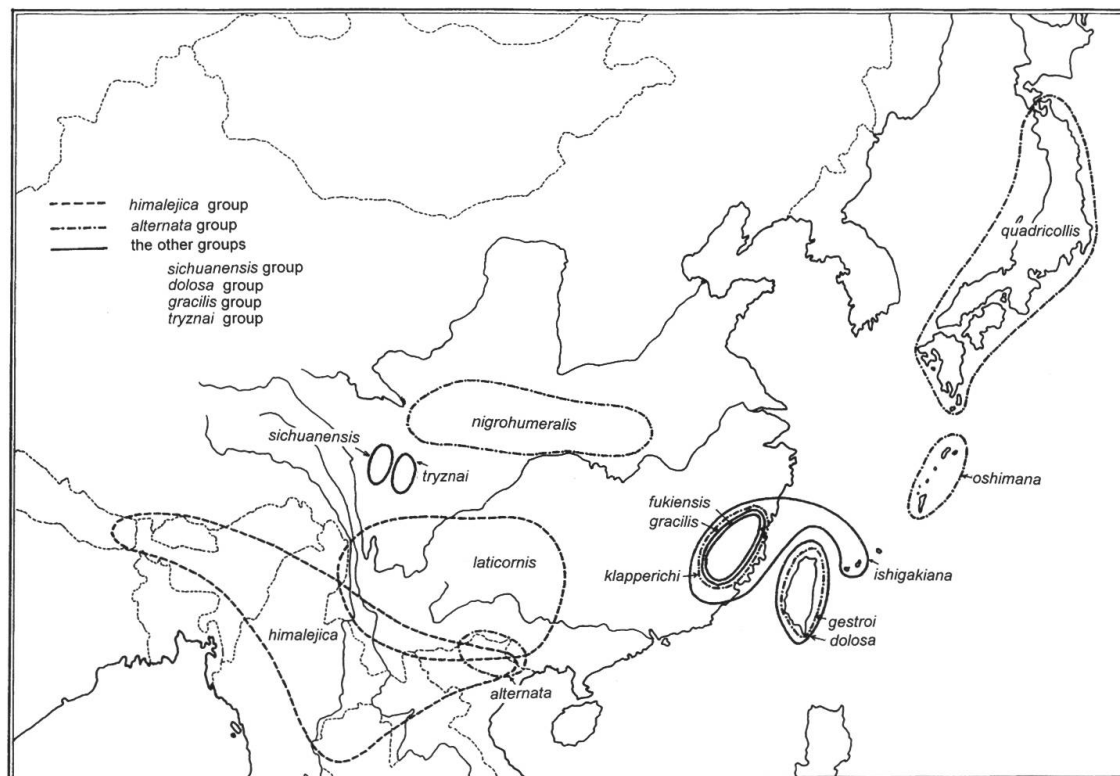 himalejica group
alternata group
the other groups
sichuanensis group
dolosa group
gracilis group
tryznai group
quadricollis
nigrohumeralis
sichuanensis
tryznai
oshimana
fukiensis
gracilis
klapperichi
laticornis
ishigakiana
himalejica
gestroi
dolosa
alternata